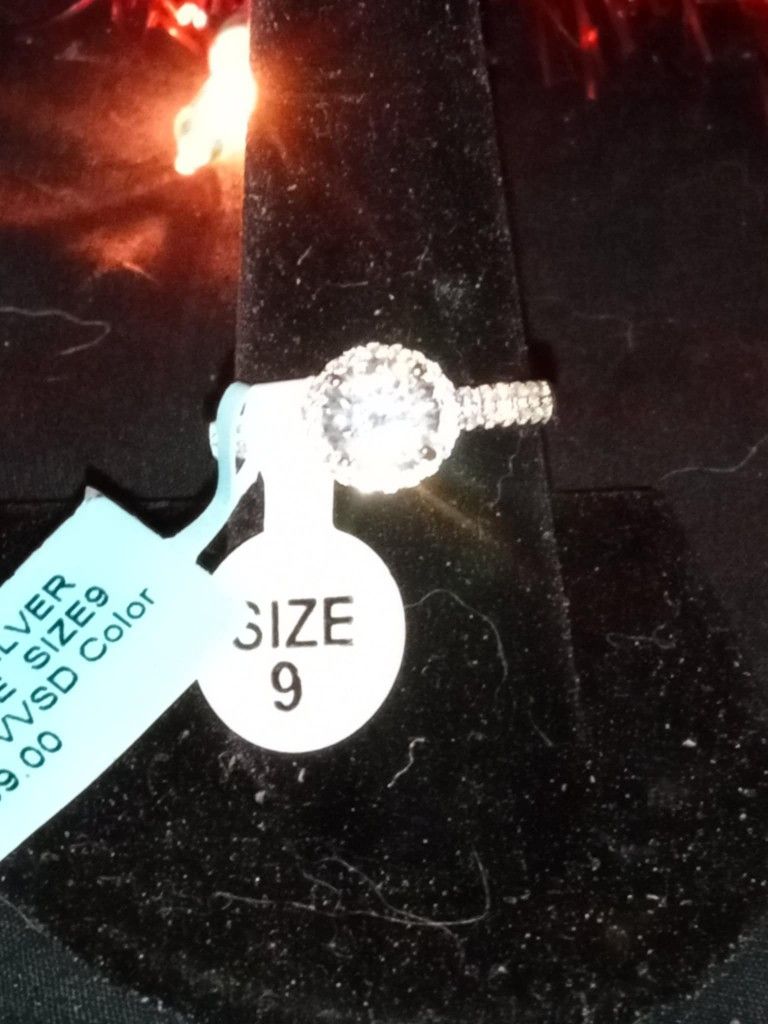 LVER
E SIZE9
VVSD Color
9.00
SIZE
9